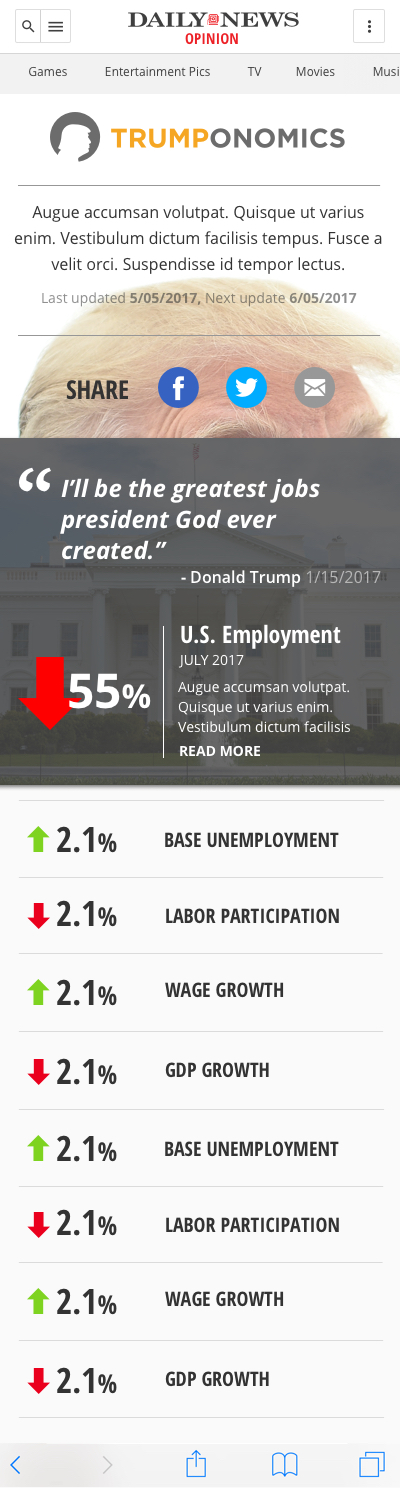 DAILY NEWS
OPINION
Games Entertainment Pics TV Movies Musi
TRUMPONOMICS
Augue accumsan volutpat. Quisque ut varius
enim. Vestibulum dictum facilisis tempus. Fusce a
velit orci. Suspendisse id tempor lectus.
Last updated 5/05/2017, Next update 6/05/2017
SHARE
“ I’ll be the greatest jobs
president God ever
created.”
- Donald Trump 1/15/2017
55%
U.S. Employment
JULY 2017
Augue accumsan volutpat.
Quisque ut varius enim.
Vestibulum dictum facilisis
READ MORE
2.1% BASE UNEMPLOYMENT
2.1% LABOR PARTICIPATION
2.1% WAGE GROWTH
2.1% GDP GROWTH
2.1% BASE UNEMPLOYMENT
2.1% LABOR PARTICIPATION
2.1% WAGE GROWTH
2.1% GDP GROWTH